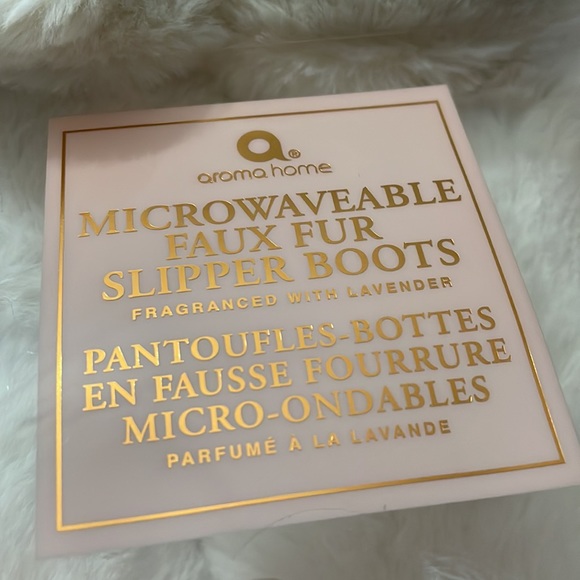 a®
aroma home
MICROWAVEABLE
FAUX FUR
SLIPPER BOOTS
FRAGRANCED WITH LAVENDER
PANTOUFLES-BOTTES
EN FAUSSE FOURRURE
MICRO-ONDABLES
PARFUMÉ A LA LAVANDE